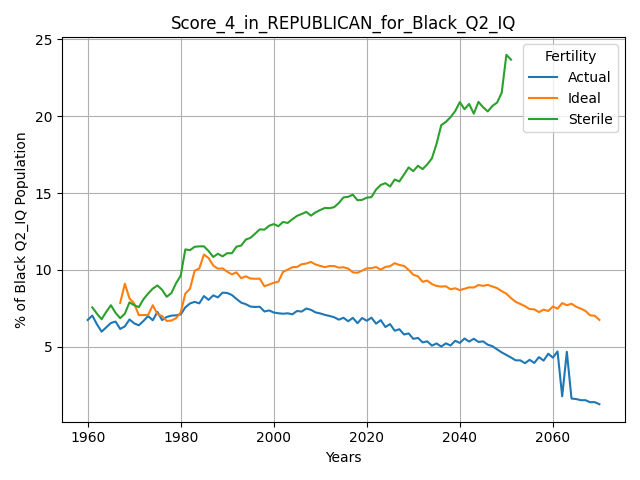 Score_4_in_REPUBLICAN_for_Black_Q2_IQ
25
20
15
10
5
% of Black Q2_IQ Population
Fertility
Actual
Ideal
Sterile
1960 1980 2000 2020 2040 2060
Years